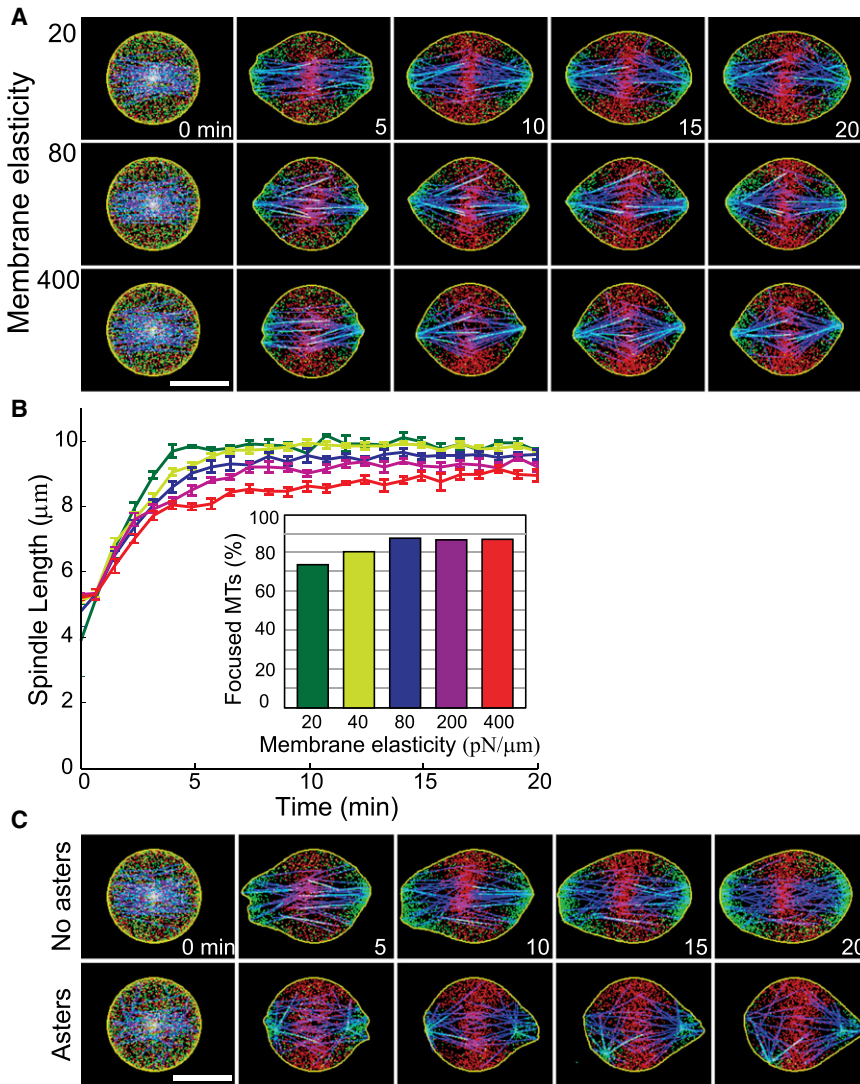 A
Membrane elasticity
20
0 min
5
10
15
20
80
400
B
Spindle Length (μm)
10
8
6
4
2
0
0
5
10
15
20
Time (min)
Focused MTs (%)
100
80
60
40
20
0
20
40
80
200
400
Membrane elasticity (pN/μm)
C
No asters
0 min
5
10
15
20
Asters